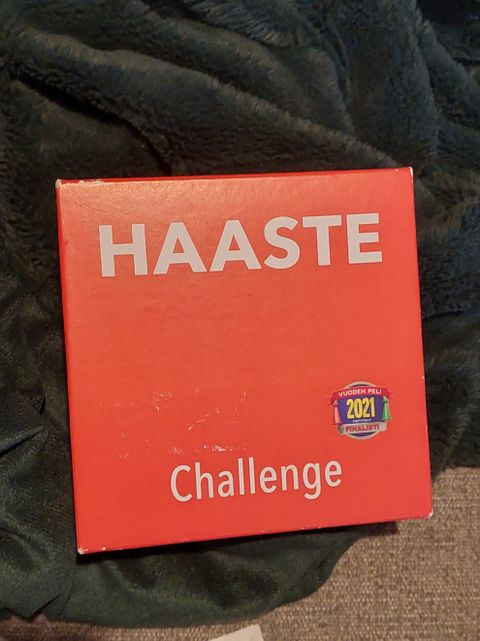 HAASTE
VUODEN PELI
2021
FINALISTI
Challenge